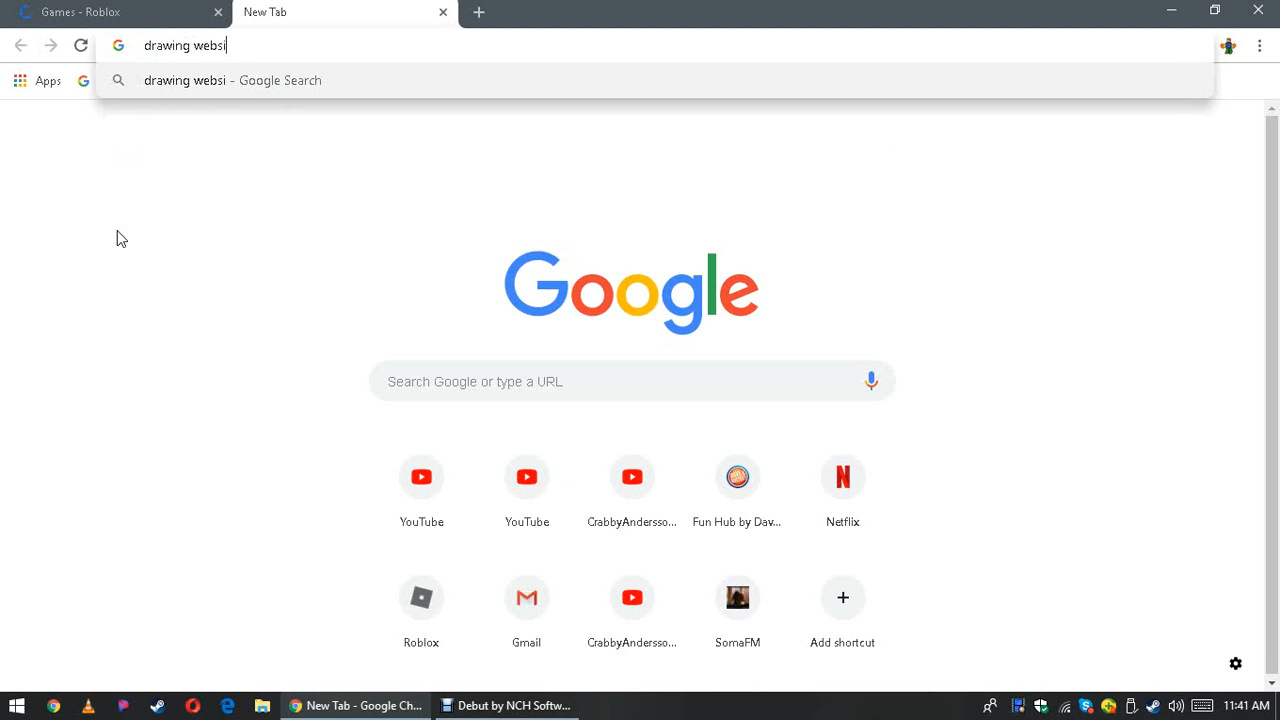 Games - Roblox
New Tab
drawing websi
Apps
drawing websi - Google Search
Google
Search Google or type a URL
YouTube
YouTube
CrabbyAndersso...
Fun Hub by Dav...
Netflix
Roblox
Gmail
CrabbyAndersso...
SomaFM
Add shortcut
New Tab - Google Ch...
Debut by NCH Softw...
11:41 AM